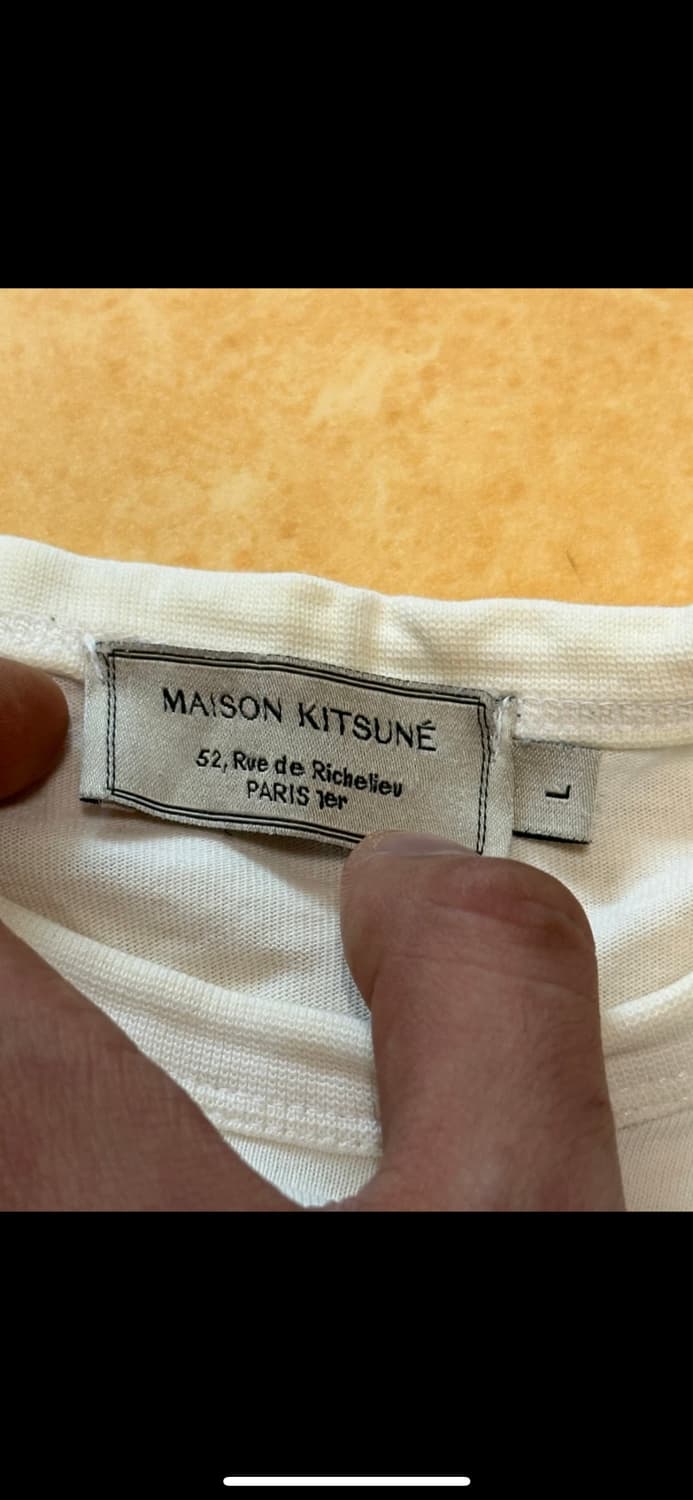 MAISON KITSUNÉ
52, Rue de Richelieu
PARIS 1er
L